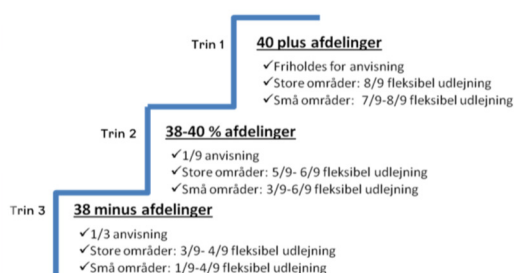 Trin 1
40 plus afdelinger
✓Friholdes for anvisning
✓Store områder: 8/9 fleksibel udlejning
✓Små områder: 7/9-8/9 fleksibel udlejning
Trin 2
38-40 % afdelinger
✓1/9 anvisning
✓Store områder: 5/9- 6/9 fleksibel udlejning
✓Små områder: 3/9-6/9 fleksibel udlejning
Trin 3
38 minus afdelinger
✓1/3 anvisning
✓Store områder: 3/9- 4/9 fleksibel udlejning
✓Små områder: 1/9-4/9 fleksibel udlejning